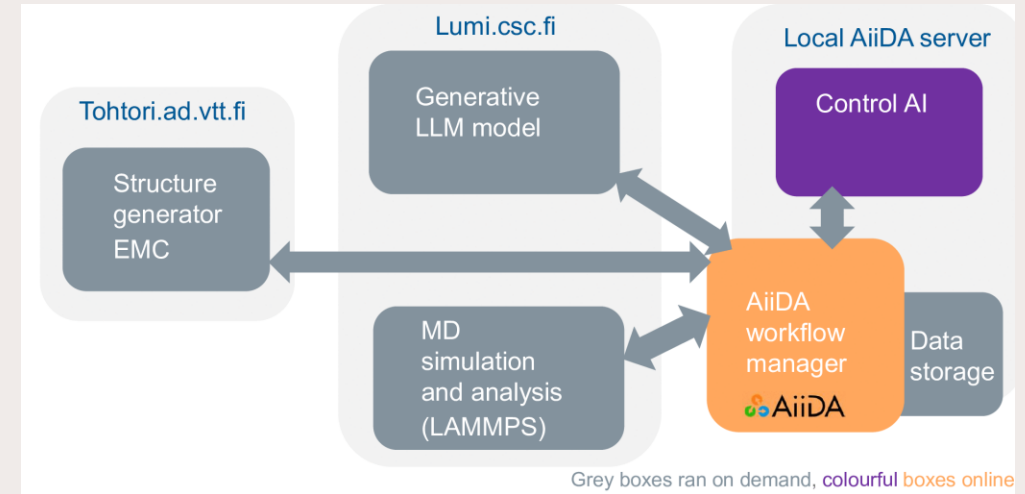 Lumi.csc.fi
Local AiiDA server
Tohtori.ad.vtt.fi
Generative
LLM model
Control AI
Structure
generator
EMC
MD
simulation
and analysis
(LAMMPS)
AiiDA
workflow
manager
AiiDA
Data
storage
Grey boxes ran on demand, colourful boxes online